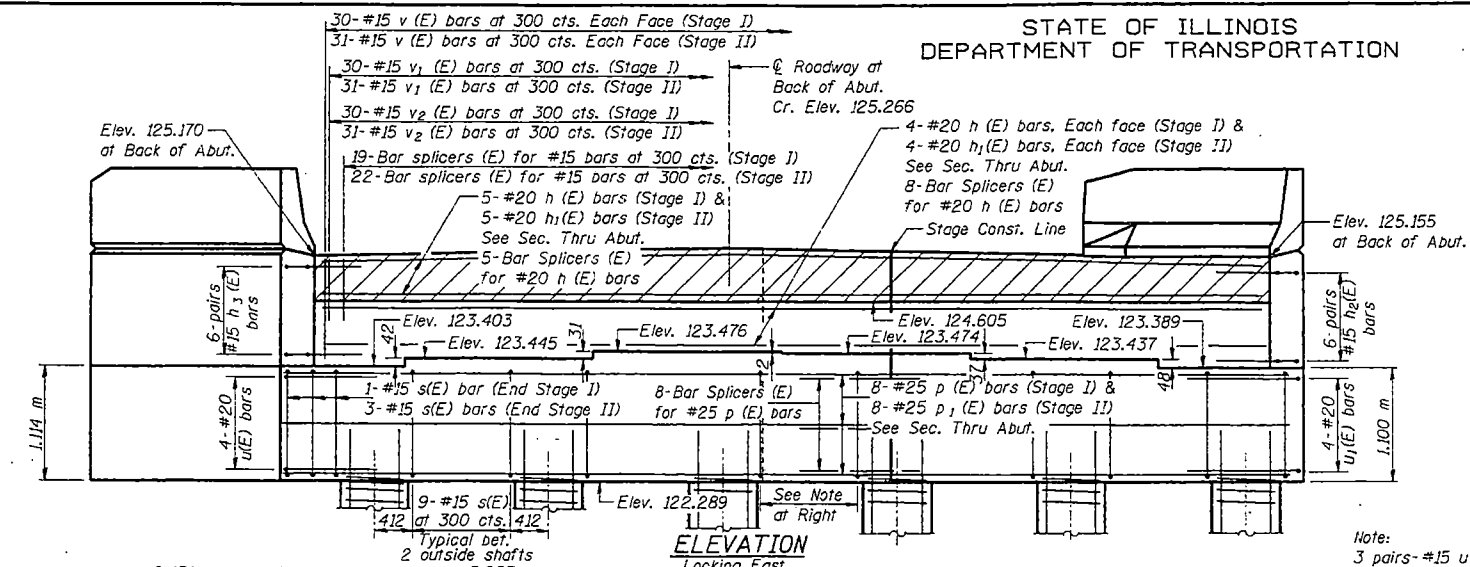 30- #15 v (E) bars at 300 cts. Each Face (Stage I)
31- #15 v (E) bars at 300 cts. Each Face (Stage II)
STATE OF ILLINOIS
DEPARTMENT OF TRANSPORTATION
30- #15 v1 (E) bars at 300 cts. (Stage I)
31- #15 v1 (E) bars at 300 cts. (Stage II)
℄ Roadway at
Back of Abut.
Cr. Elev. 125.266
30- #15 v2 (E) bars at 300 cts. (Stage I)
31- #15 v2 (E) bars at 300 cts. (Stage II)
Elev. 125.170
at Back of Abut.
4- #20 h (E) bars, Each face (Stage I) &
4- #20 h1(E) bars, Each face (Stage II)
See Sec. Thru Abut.
8-Bar Splicers (E)
for #20 h (E) bars
19-Bar splicers (E) for #15 bars at 300 cts. (Stage I)
22-Bar splicers (E) for #15 bars at 300 cts. (Stage II)
5- #20 h (E) bars (Stage I) &
5- #20 h1(E) bars (Stage II)
See Sec. Thru Abut.
5-Bar Splicers (E)
for #20 h (E) bars
Stage Const. Line
Elev. 125.155
at Back of Abut.
6-pairs
#15 h3(E)
bars
6-pairs
#15 h2(E)
bars
Elev. 123.403
42
Elev. 123.445
31
Elev. 123.476
Elev. 124.605
Elev. 123.474
Elev. 123.389
Elev. 123.437
37
48
1.114 m
4- #20
u(E) bars
1- #15 s(E) bar (End Stage I)
3- #15 s(E) bars (End Stage II)
8-Bar Splicers (E)
for #25 p (E) bars
2
8- #25 p (E) bars (Stage I) &
8- #25 p1 (E) bars (Stage II)
See Sec. Thru Abut.
4- #20
u1(E) bars
1.100 m
9- #15 s(E)
412
at 300 cts.
412
Typical bet.
2 outside shafts
Elev. 122.289
See Note
at Right
ELEVATION
Looking East
Note:
3 pairs- #15 u